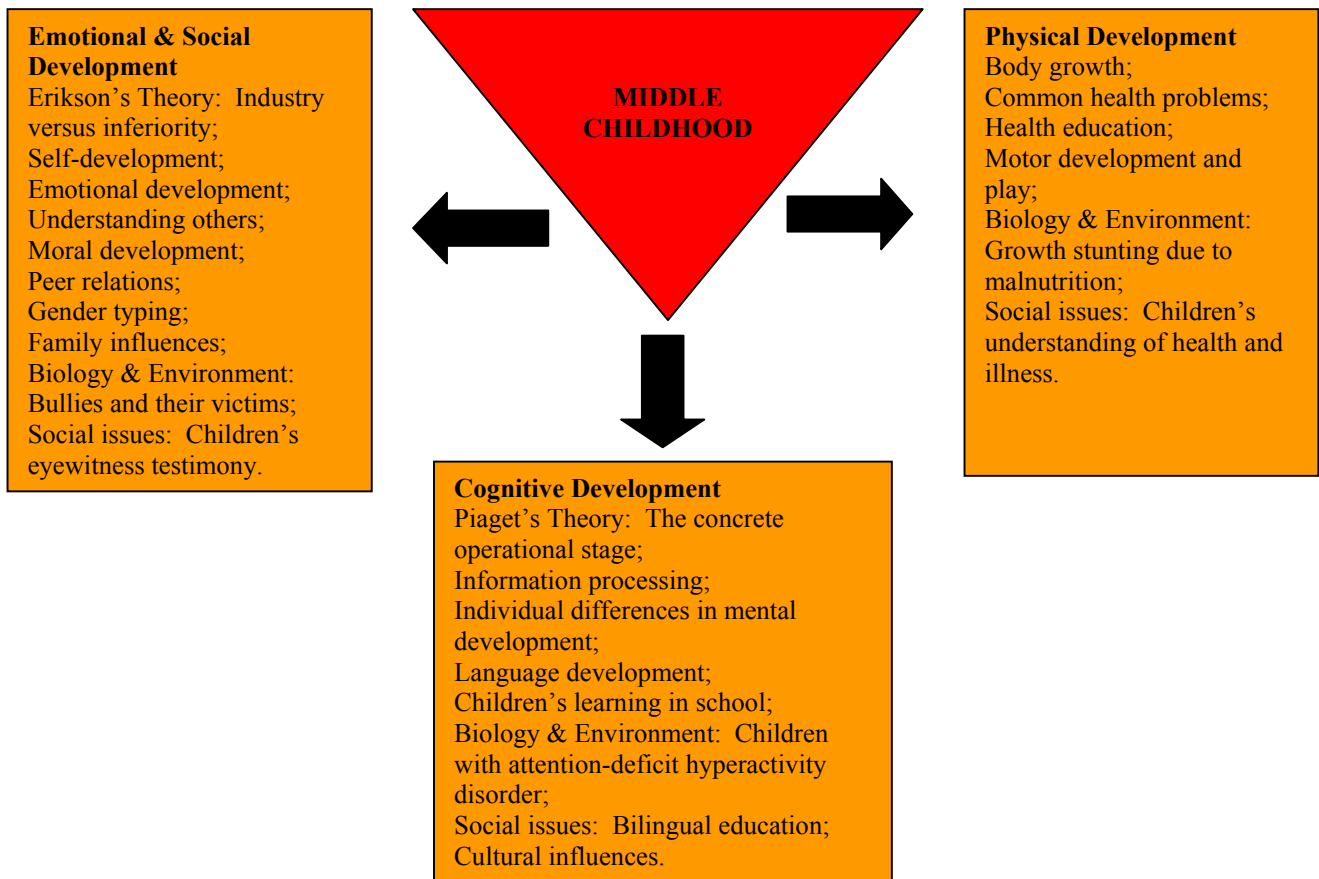 Emotional & Social
Development
Erikson’s Theory:  Industry
versus inferiority;
Self-development;
Emotional development;
Understanding others;
Moral development;
Peer relations;
Gender typing;
Family influences;
Biology & Environment:
Bullies and their victims;
Social issues:  Children’s
eyewitness testimony.
MIDDLE
CHILDHOOD
Physical Development
Body growth;
Common health problems;
Health education;
Motor development and
play;
Biology & Environment:
Growth stunting due to
malnutrition;
Social issues:  Children’s
understanding of health and
illness.
Cognitive Development
Piaget’s Theory:  The concrete
operational stage;
Information processing;
Individual differences in mental
development;
Language development;
Children’s learning in school;
Biology & Environment:  Children
with attention-deficit hyperactivity
disorder;
Social issues:  Bilingual education;
Cultural influences.